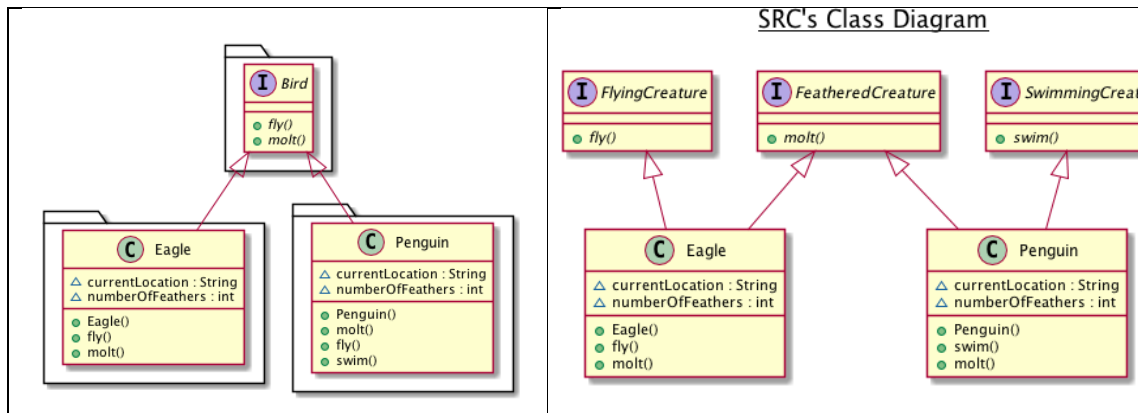 I Bird
fly()
molt()
C Eagle
currentLocation : String
numberOfFeathers : int
Eagle()
fly()
molt()
C Penguin
currentLocation : String
numberOfFeathers : int
Penguin()
molt()
fly()
swim()
SRC's Class Diagram
I FlyingCreature
fly()
I FeatheredCreature
molt()
I SwimmingCreat
swim()
C Eagle
currentLocation : String
numberOfFeathers : int
Eagle()
fly()
molt()
C Penguin
currentLocation : String
numberOfFeathers : int
Penguin()
swim()
molt()